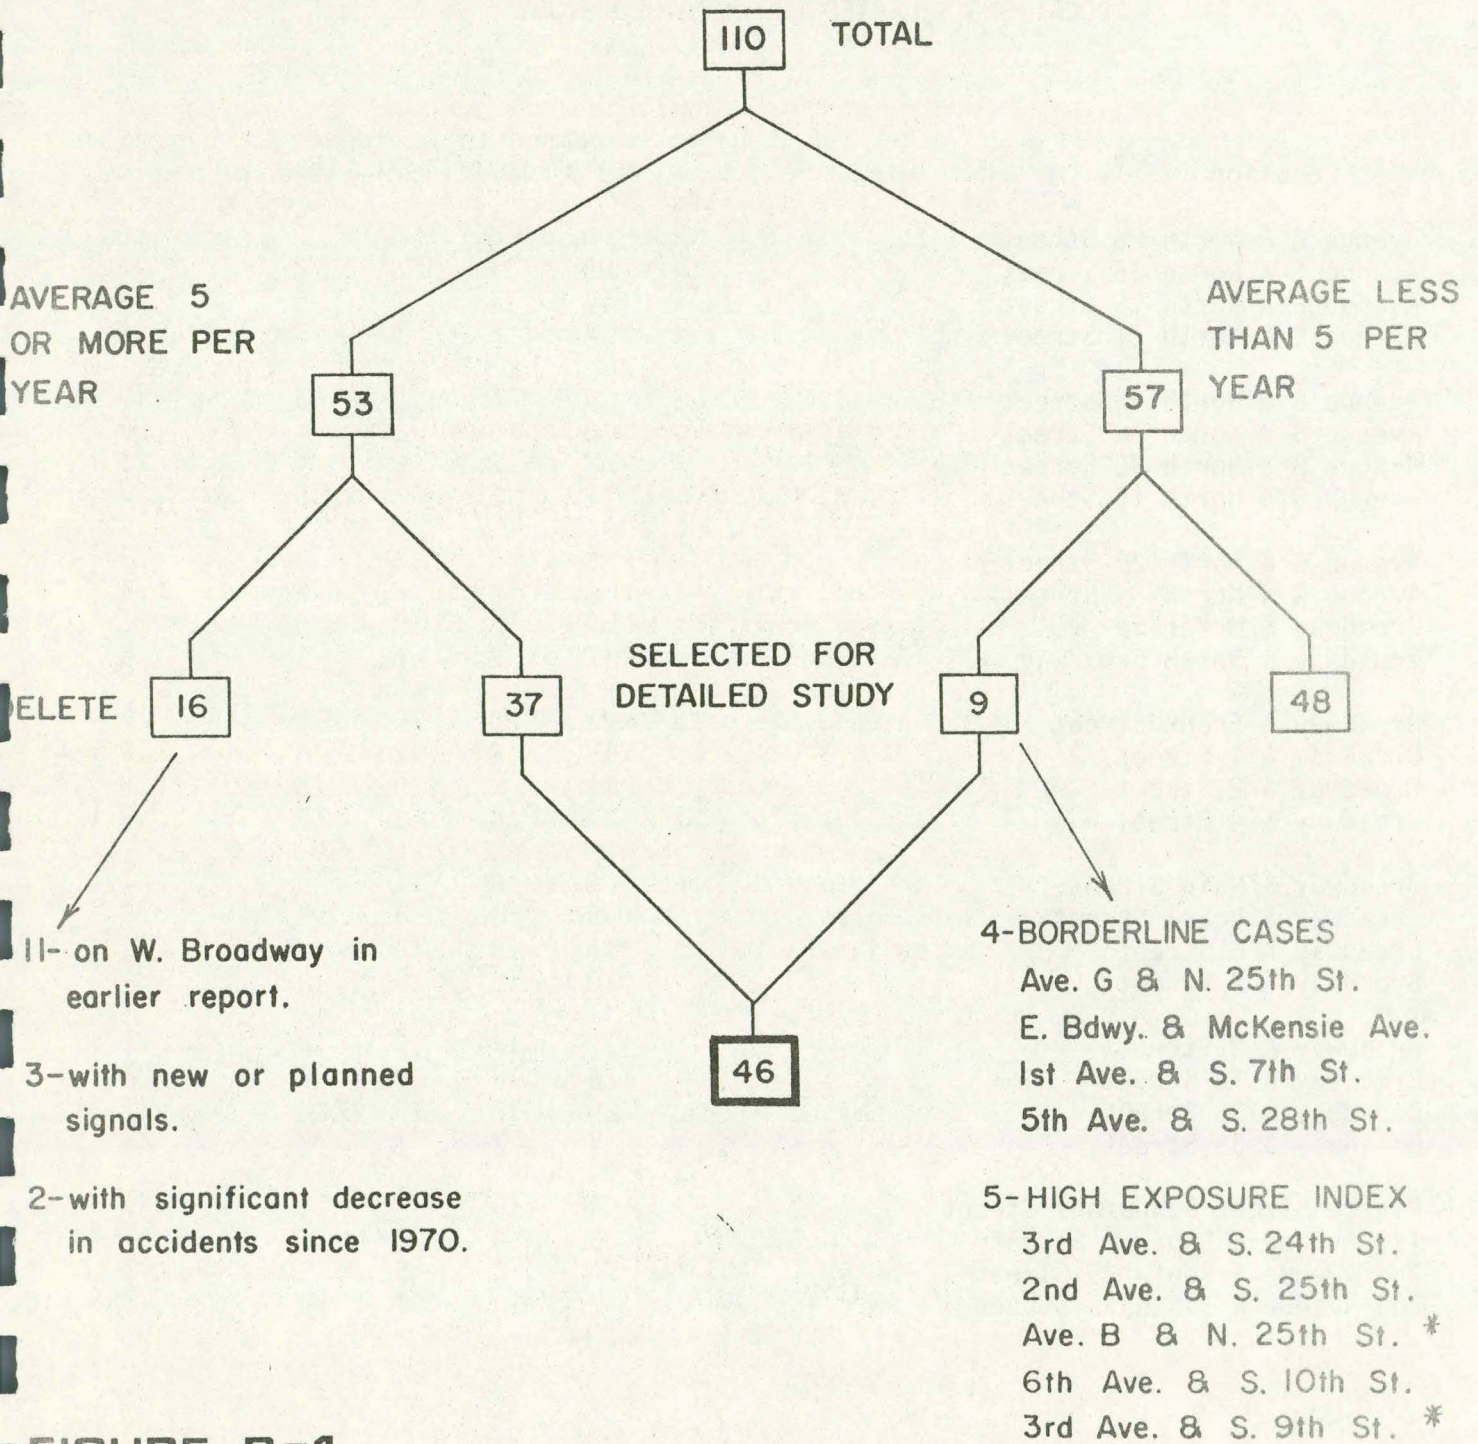 110 TOTAL
AVERAGE 5
OR MORE PER
YEAR
53
AVERAGE LESS
THAN 5 PER
YEAR
57
SELECTED FOR
DETAILED STUDY
ELETE 16
37
9
48
11-on W. Broadway in
earlier report.
3-with new or planned
signals.
2-with significant decrease
in accidents since 1970.
46
4-BORDERLINE CASES
Ave. G & N. 25th St.
E. Bdwy. & McKensie Ave.
1st Ave. & S. 7th St.
5th Ave. & S. 28th St.
5-HIGH EXPOSURE INDEX
3rd Ave. & S. 24th St.
2nd Ave. & S. 25th St.
Ave. B & N. 25th St. *
6th Ave. & S. 10th St.
3rd Ave. & S. 9th St. *